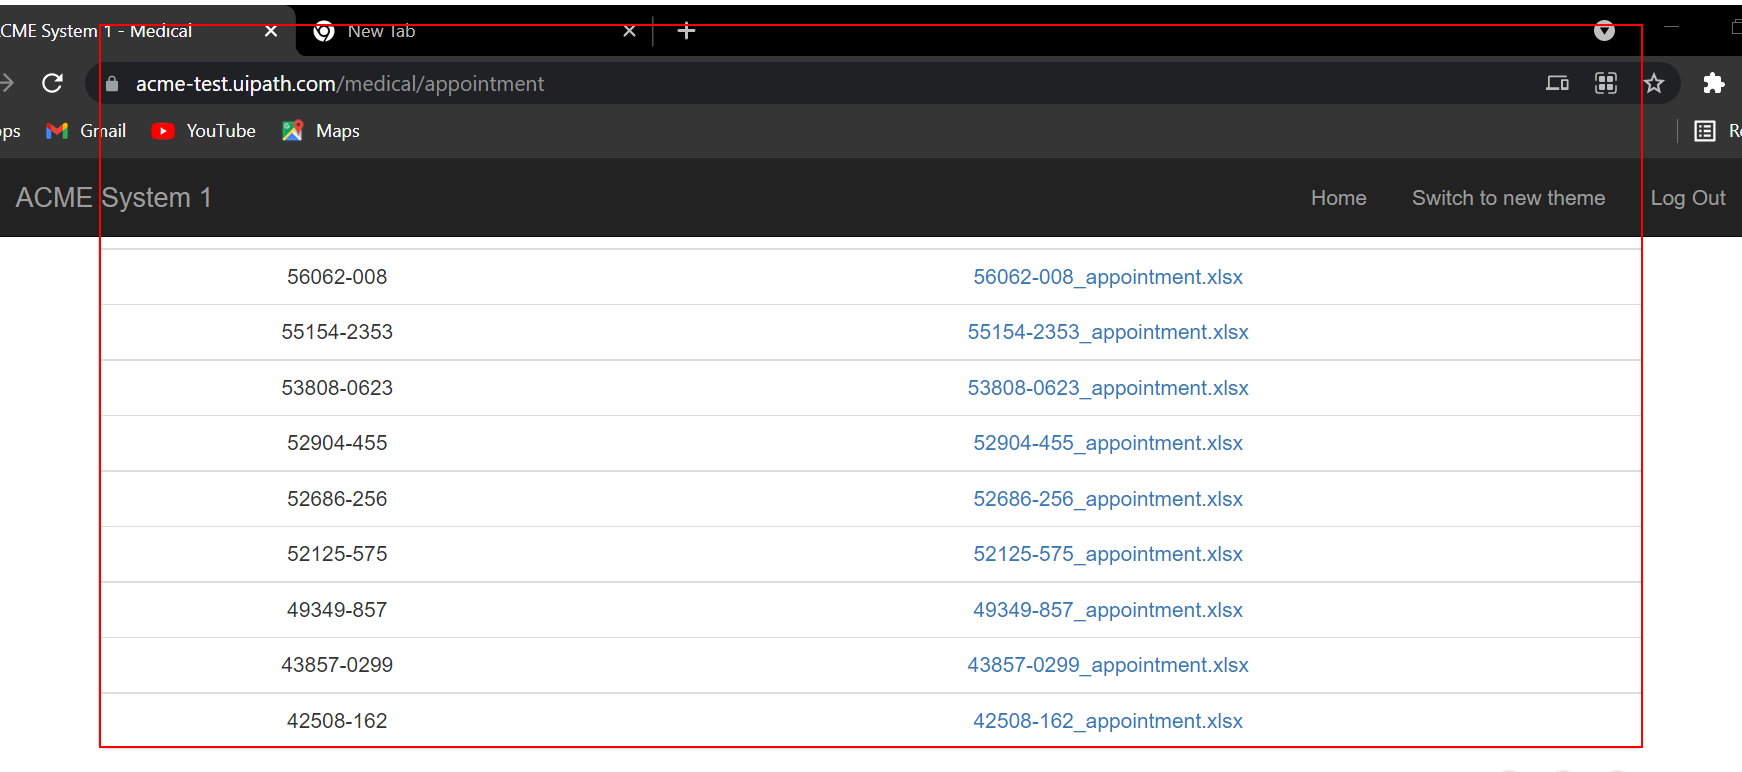 CME System 1 - Medical
New Tab
acme-test.uipath.com/medical/appointment
ps Gmail YouTube Maps
ACME System 1 Home Switch to new theme Log Out
56062-008 56062-008_appointment.xlsx
55154-2353 55154-2353_appointment.xlsx
53808-0623 53808-0623_appointment.xlsx
52904-455 52904-455_appointment.xlsx
52686-256 52686-256_appointment.xlsx
52125-575 52125-575_appointment.xlsx
49349-857 49349-857_appointment.xlsx
43857-0299 43857-0299_appointment.xlsx
42508-162 42508-162_appointment.xlsx